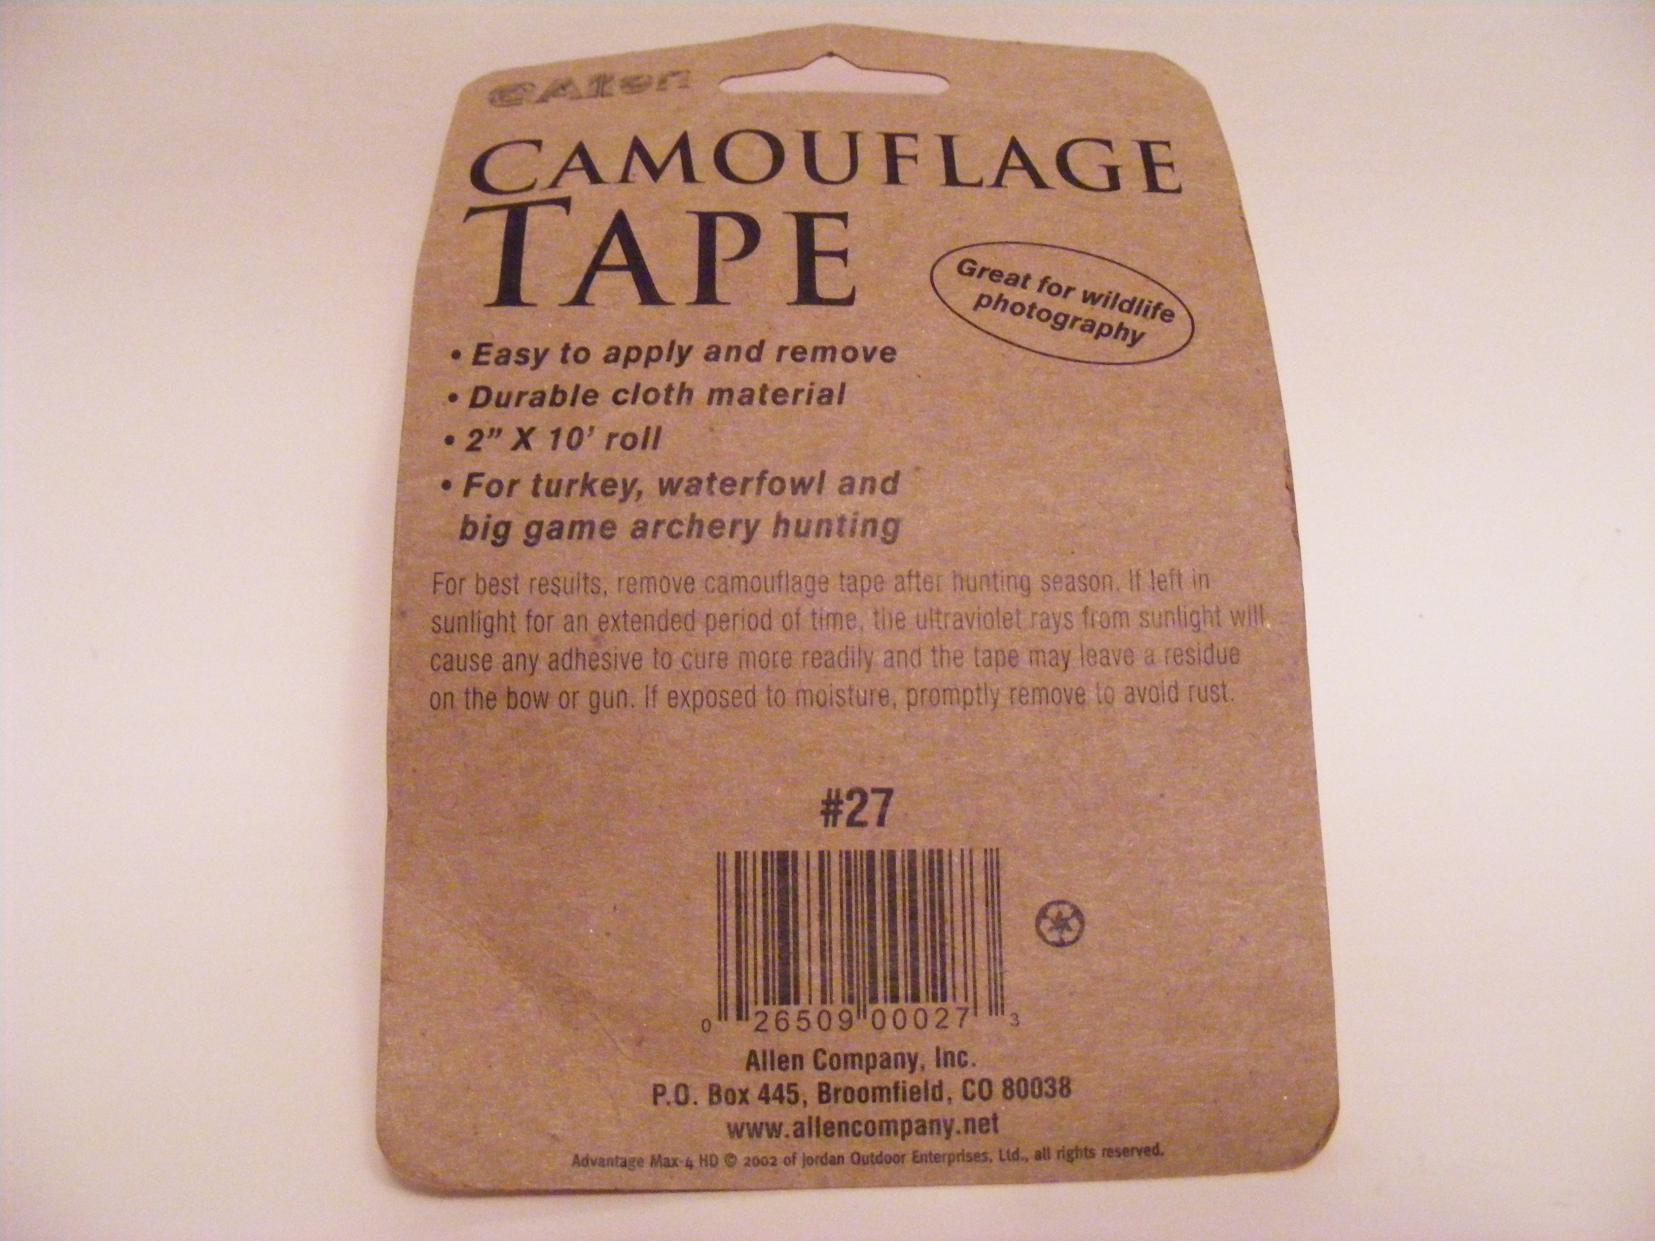 CAMOUFLAGE
TAPE
Great for wildlife
photography
• Easy to apply and remove
• Durable cloth material
• 2" X 10' roll
• For turkey, waterfowl and
big game archery hunting
For best results, remove camouflage tape after hunting season. If left in
sunlight for an extended period of time, the ultraviolet rays from sunlight will
cause any adhesive to cure more readily and the tape may leave a residue
on the bow or gun. If exposed to moisture, promptly remove to avoid rust.
#27
0 26509 00027 3
Allen Company, Inc.
P.O. Box 445, Broomfield, CO 80038
www.allencompany.net
Advantage Max-4 HD © 2002 of Jordan Outdoor Enterprises, Ltd., all rights reserved.